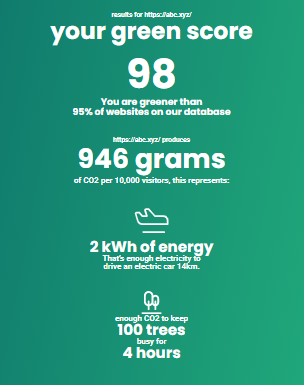 results for https://abc.xyz/
your green score
98
You are greener than
95% of websites on our database
https://abc.xyz/ produces
946 grams
of CO2 per 10,000 visitors, this represents:
2 kWh of energy
That's enough electricity to
drive an electric car 14km.
enough CO2 to keep
100 trees
busy for
4 hours